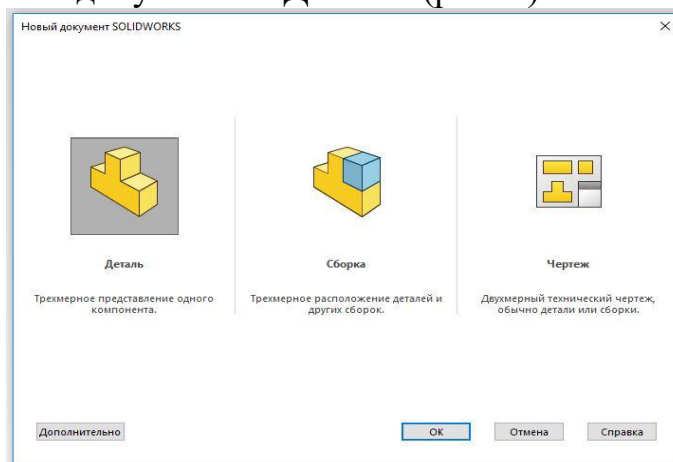 Новый документ SOLIDWORKS
Деталь
Трехмерное представление одного
компонента.
Сборка
Трехмерное расположение деталей и
других сборок.
Чертеж
Двухмерный технический чертеж,
обычно детали или сборки.
Дополнительно
OK
Отмена
Справка